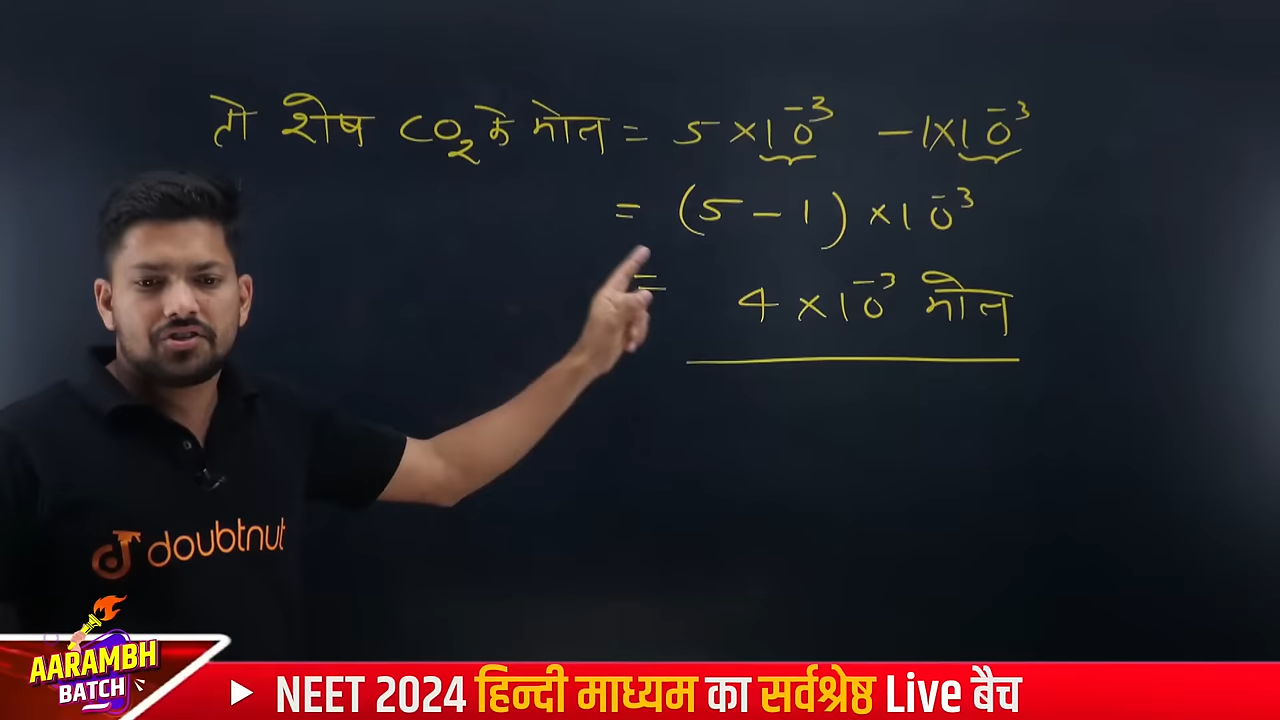 तो शेष CO₂ के मोल = 5×10⁻³ −1×10⁻³
= (5−1)×10⁻³
= 4×10⁻³ मोल
doubtnut
AARAMBH
BATCH
NEET 2024 हिन्दी माध्यम का सर्वश्रेष्ठ Live बैच